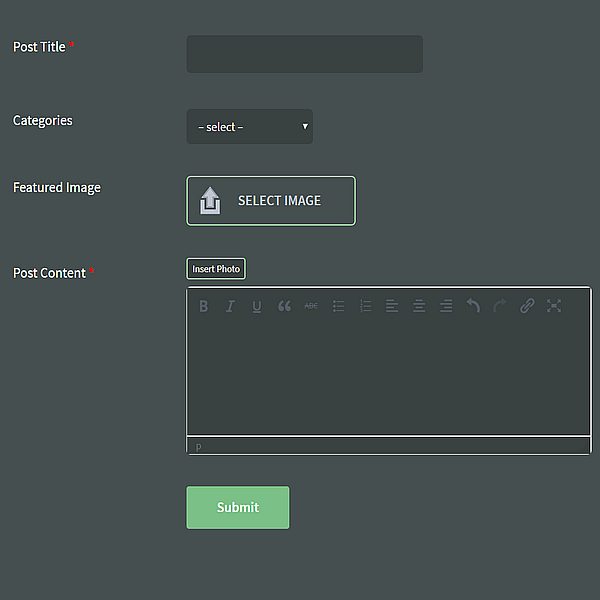 Post Title *
Categories
– select –
Featured Image
SELECT IMAGE
Post Content *
Insert Photo
B I U ABC
p
Submit